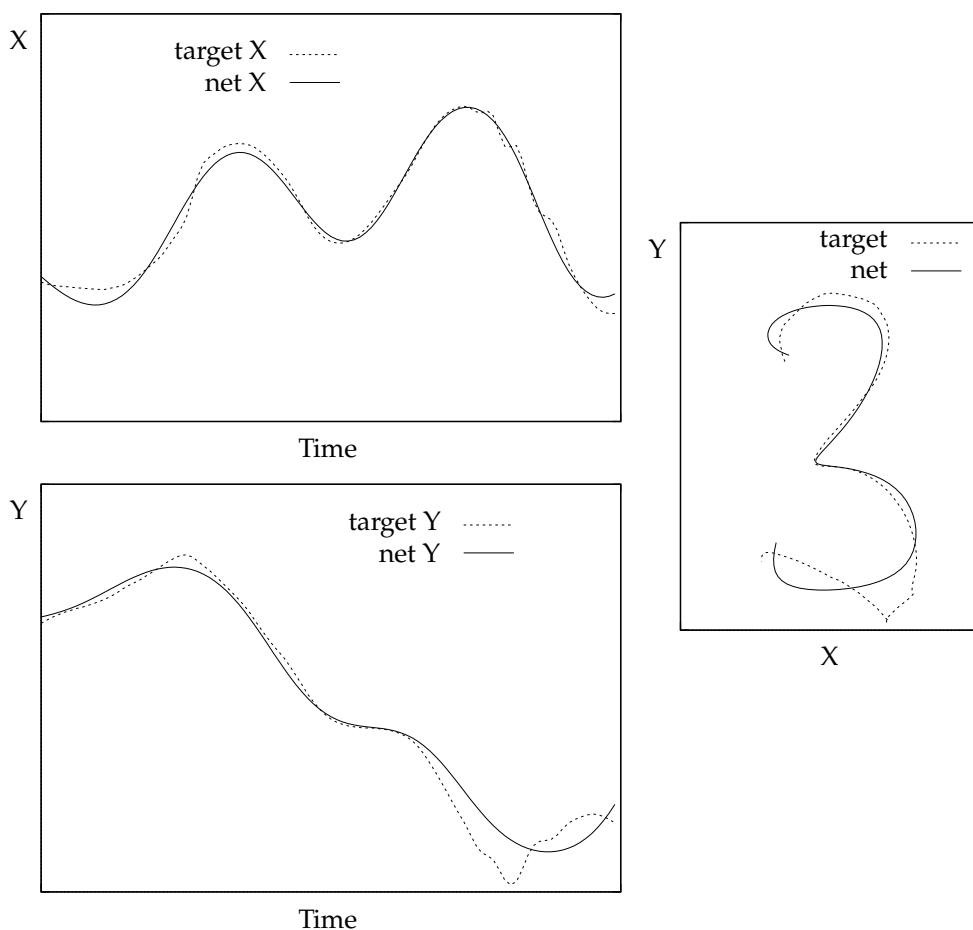 X
target X
net X
Time
Y
target Y
net Y
Time
Y
target
net
X